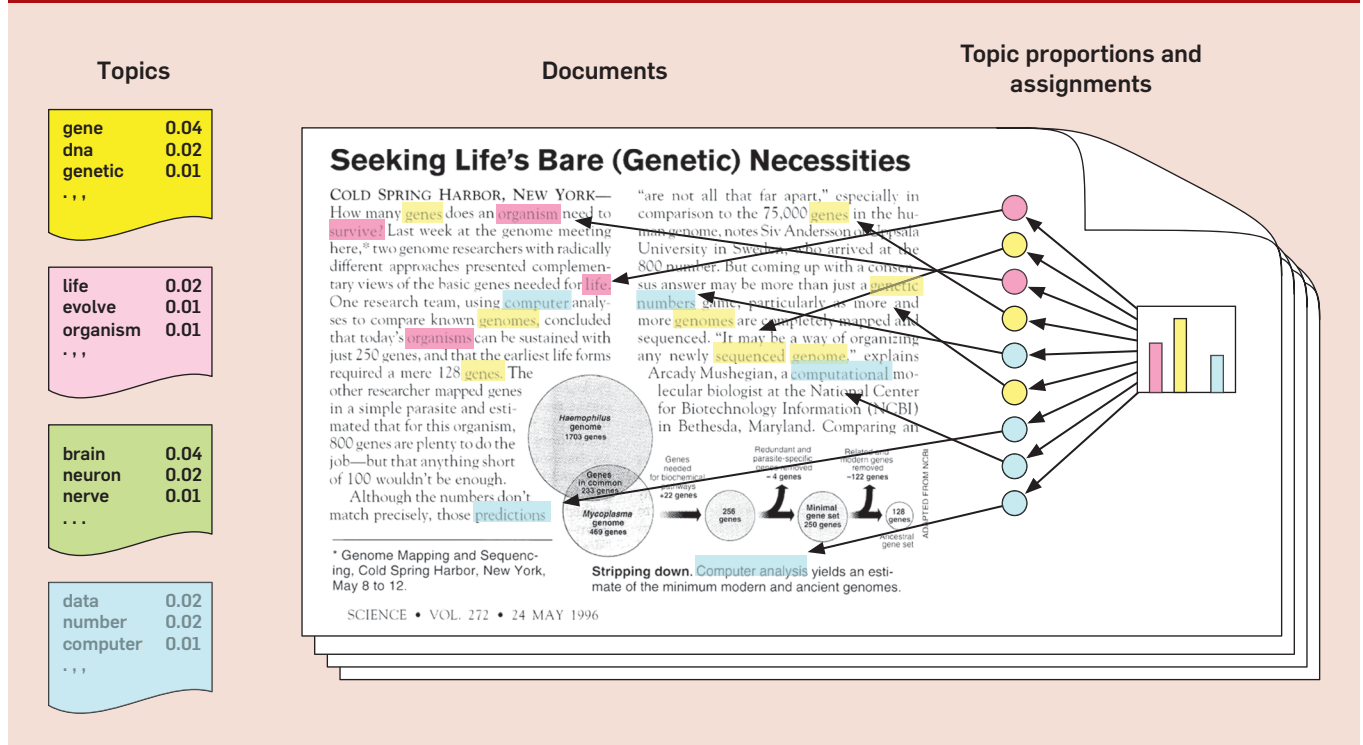 Topics
Documents
Topic proportions and
assignments
gene 0.04
dna 0.02
genetic 0.01
. , ,
life 0.02
evolve 0.01
organism 0.01
. , ,
brain 0.04
neuron 0.02
nerve 0.01
. . .
data 0.02
number 0.02
computer 0.01
. , ,
Seeking Life's Bare (Genetic) Necessities
COLD SPRING HARBOR, NEW YORK—
How many genes does an organism need to
survive? Last week at the genome meeting
here,* two genome researchers with radically
different approaches presented complemen-
tary views of the basic genes needed for life.
One research team, using computer analy-
ses to compare known genomes, concluded
that today's organisms can be sustained with
just 250 genes, and that the earliest life forms
required a mere 128 genes. The
other researcher mapped genes
in a simple parasite and esti-
mated that for this organism,
800 genes are plenty to do the
job—but that anything short
of 100 wouldn't be enough.
Although the numbers don't
match precisely, those predictions
* Genome Mapping and Sequenc-
ing, Cold Spring Harbor, New York,
May 8 to 12.
"are not all that far apart," especially in
comparison to the 75,000 genes in the hu-
man genome, notes Siv Andersson of Uppsala
University in Sweden, who arrived at the
800 number. But coming up with a consen-
sus answer may be more than just a genetic
numbers game, particularly as more and
more genomes are completely mapped and
sequenced. "It may be a way of organizing
any newly sequenced genome," explains
Arcady Mushegian, a computational mo-
lecular biologist at the National Center
for Biotechnology Information (NCBI)
in Bethesda, Maryland. Comparing an
Haemophilus
genome
1703 genes
Genes
in common
233 genes
Mycoplasma
genome
469 genes
Genes
needed
for biochemical
pathways
+22 genes
256
genes
Redundant and
parasite-specific
genes removed
– 4 genes
Minimal
gene set
250 genes
Related and
modern genes
removed
–122 genes
128
genes
Ancestral
gene set
ADAPTED FROM NCBI
Stripping down. Computer analysis yields an esti-
mate of the minimum modern and ancient genomes.
SCIENCE • VOL. 272 • 24 MAY 1996